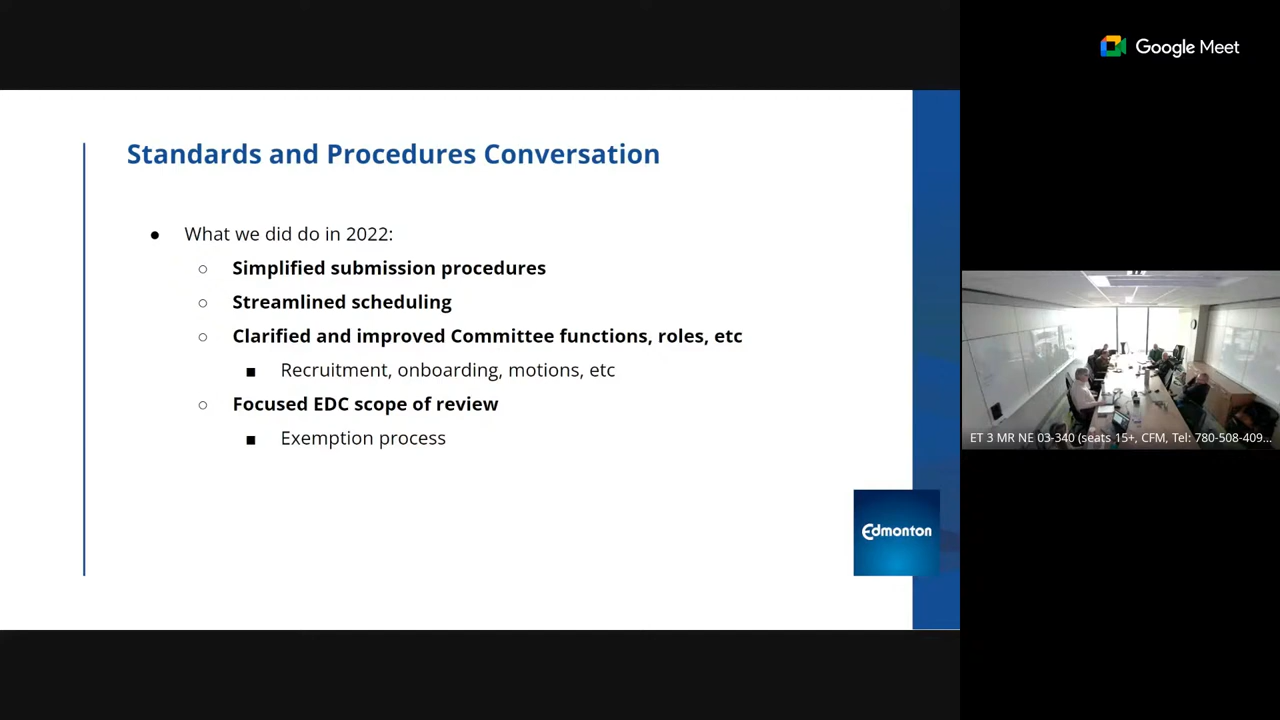 Google Meet
Standards and Procedures Conversation
● What we did do in 2022:
○ Simplified submission procedures
○ Streamlined scheduling
○ Clarified and improved Committee functions, roles, etc
■ Recruitment, onboarding, motions, etc
○ Focused EDC scope of review
■ Exemption process
Edmonton
ET 3 MR NE 03-340 (seats 15+, CFM, Tel: 780-508-409...